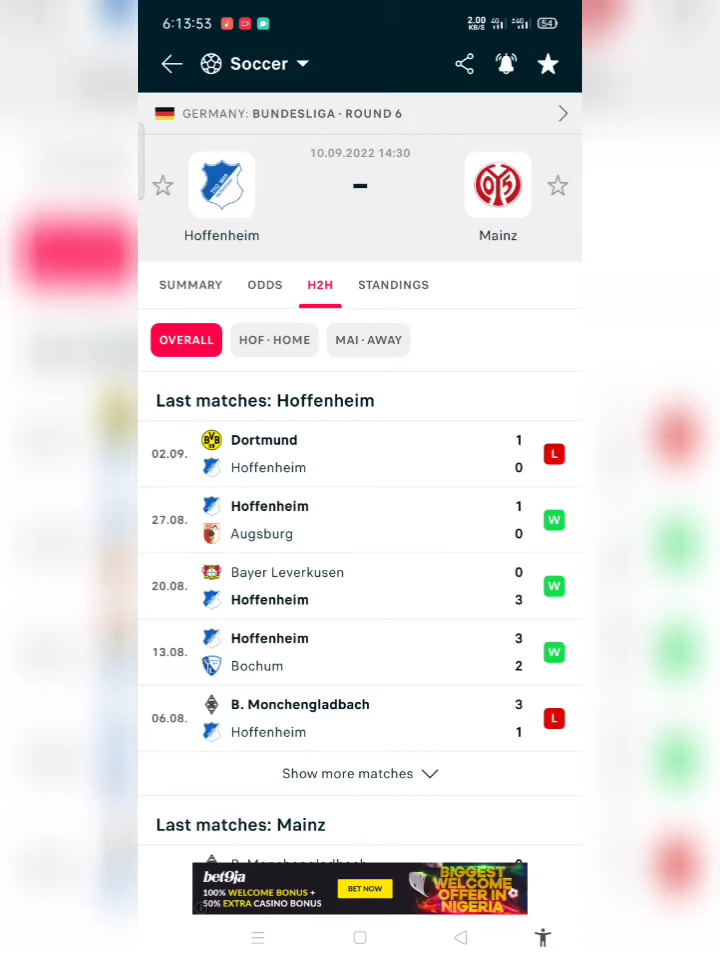 6:13:53
2.00 KB/S
54
Soccer
GERMANY: BUNDESLIGA - ROUND 6
10.09.2022 14:30
-
Hoffenheim
Mainz
SUMMARY ODDS H2H STANDINGS
OVERALL HOF - HOME MAI - AWAY
Last matches: Hoffenheim
02.09. Dortmund 1 L
Hoffenheim 0
27.08. Hoffenheim 1 W
Augsburg 0
20.08. Bayer Leverkusen 0 W
Hoffenheim 3
13.08. Hoffenheim 3 W
Bochum 2
06.08. B. Monchengladbach 3 L
Hoffenheim 1
Show more matches
Last matches: Mainz
B. Monchengladbach 0
bet9ja
100% WELCOME BONUS +
50% EXTRA CASINO BONUS
BET NOW
BIGGEST
WELCOME
OFFER IN
NIGERIA